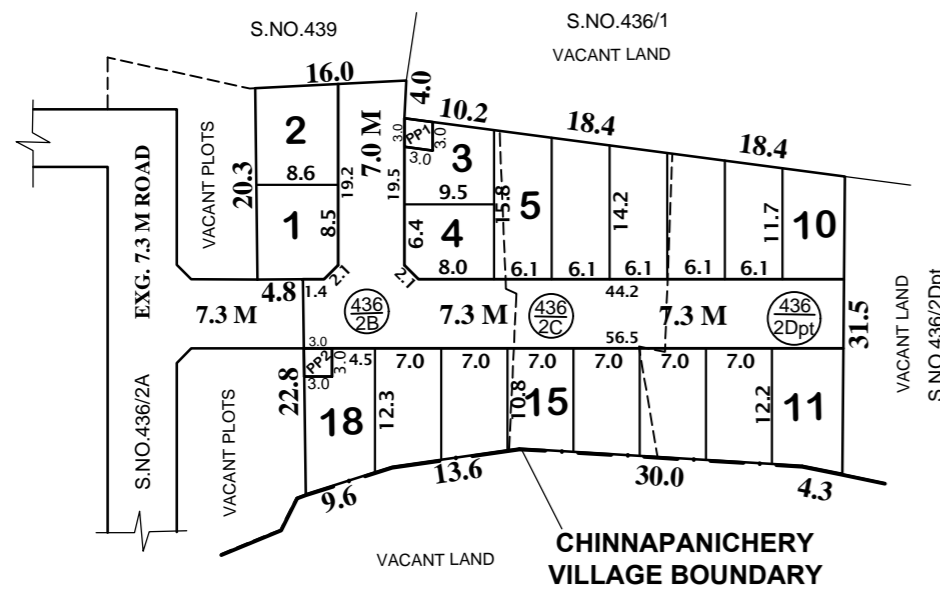 S.NO.439
S.NO.436/1
VACANT LAND
16.0
4.0
10.2
18.4
18.4
2
8.6
20.3
VACANT PLOTS
19.2
7.0 M
3.0
PP1
3.0
3.0
3
9.5
19.5
15.8
5
14.2
11.7
10
1
8.5
6.4
4
8.0
6.1
6.1
6.1
6.1
6.1
2.1
2.1
EXG. 7.3 M ROAD
4.8
1.4
44.2
7.3 M
436
2B
7.3 M
436
2C
7.3 M
436
2Dpt
31.5
VACANT LAND
S.NO.436/2Dpt
56.5
3.0
PP2
3.0
3.0
4.5
7.0
7.0
7.0
7.0
7.0
7.0
22.8
18
12.3
10.8
15
12.2
11
S.NO.436/2A
VACANT PLOTS
9.6
13.6
30.0
4.3
VACANT LAND
CHINNAPANICHERY
VILLAGE BOUNDARY